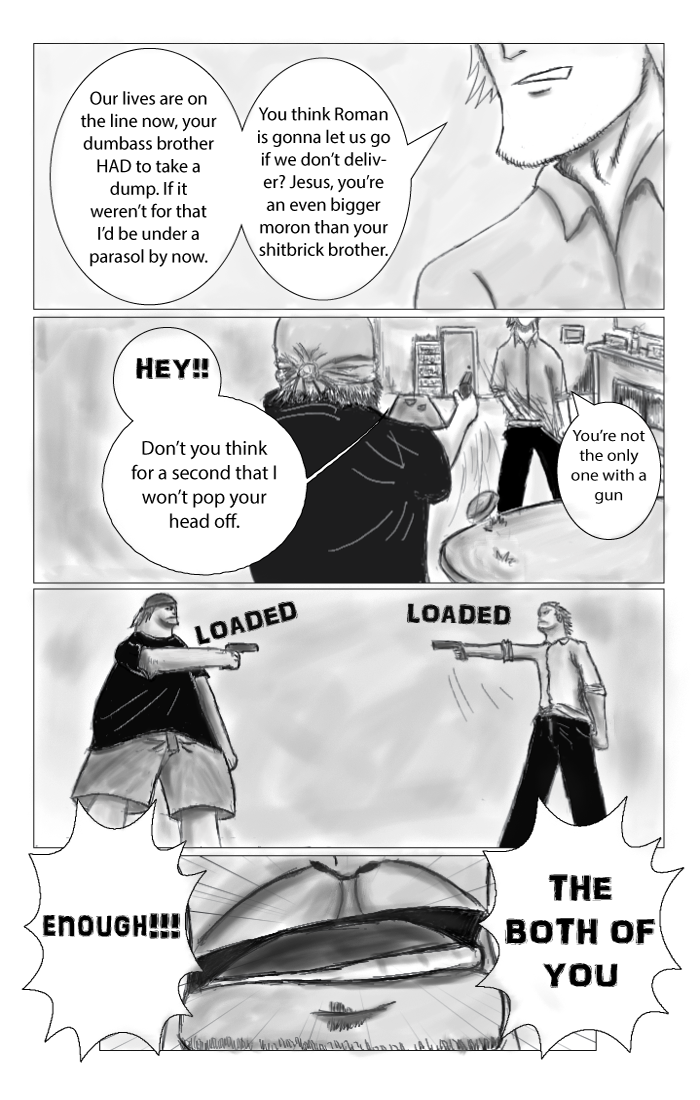 Our lives are on
the line now, your
dumbass brother
HAD to take a
dump. If it
weren't for that
I'd be under a
parasol by now.
You think Roman
is gonna let us go
if we don't deliv-
er? Jesus, you're
an even bigger
moron than your
shitbrick brother.
HEY!!
Don't you think
for a second that I
won't pop your
head off.
You're not
the only
one with a
gun
LOADED
LOADED
ENOUGH!!!
THE
BOTH OF
YOU